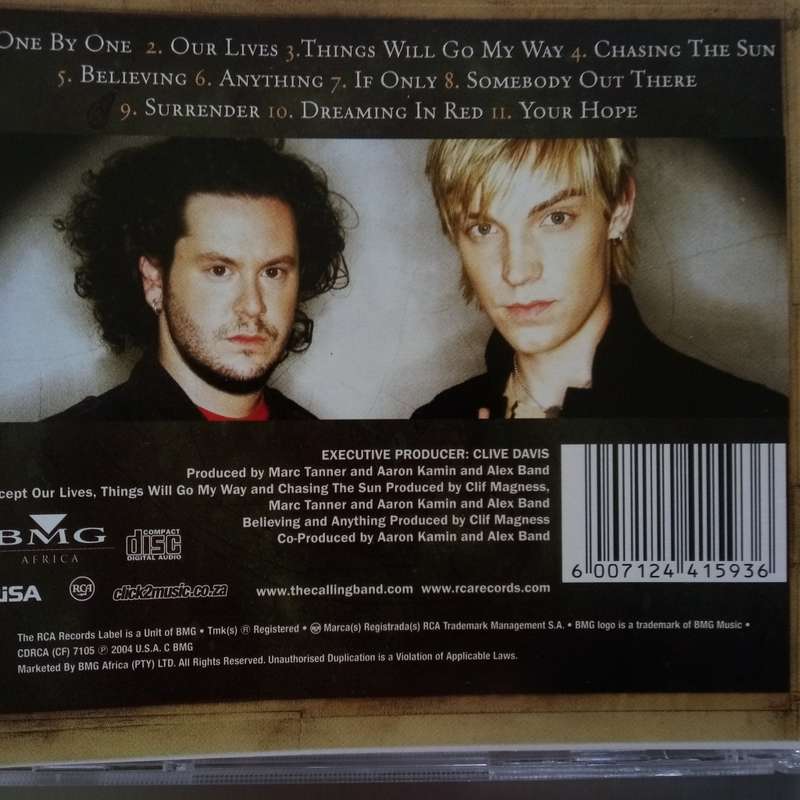 One By One 2. Our Lives 3.Things Will Go My Way 4. Chasing The Sun
5. Believing 6. Anything 7. If Only 8. Somebody Out There
9. Surrender 10. Dreaming In Red 11. Your Hope
EXECUTIVE PRODUCER: CLIVE DAVIS
Produced by Marc Tanner and Aaron Kamin and Alex Band
cept Our Lives, Things Will Go My Way and Chasing The Sun Produced by Clif Magness,
Marc Tanner and Aaron Kamin and Alex Band
Believing and Anything Produced by Clif Magness
Co-Produced by Aaron Kamin and Alex Band
BMG
AFRICA
COMPACT
disc
DIGITAL AUDIO
6 007124 415936
RiSA
RCA
click2music.co.za
www.thecallingband.com www.rcarecords.com
The RCA Records Label is a Unit of BMG • Tmk(s) ® Registered • RCA Marca(s) Registrada(s) RCA Trademark Management S.A. • BMG logo is a trademark of BMG Music •
CDRCA (CF) 7105 ℗ 2004 U.S.A. C BMG
Marketed By BMG Africa (PTY) LTD. All Rights Reserved. Unauthorised Duplication is a Violation of Applicable Laws.